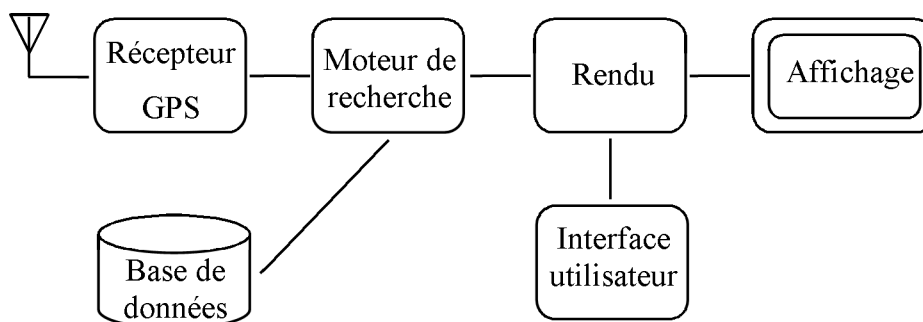 Récepteur
GPS
Moteur de
recherche
Rendu
Affichage
Base de
données
Interface
utilisateur